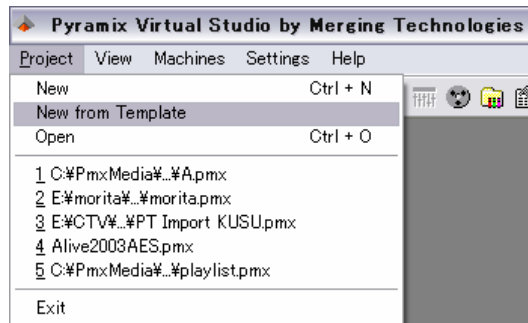 Pyramix Virtual Studio by Merging Technologies
Project View Machines Settings Help
New Ctrl + N
New from Template
Open Ctrl + O
1 C:¥PmxMedia¥...¥A.pmx
2 E:¥morita¥...¥morita.pmx
3 E:¥CTV¥...¥PT Import KUSU.pmx
4 Alive2003AES.pmx
5 C:¥PmxMedia¥...¥playlist.pmx
Exit